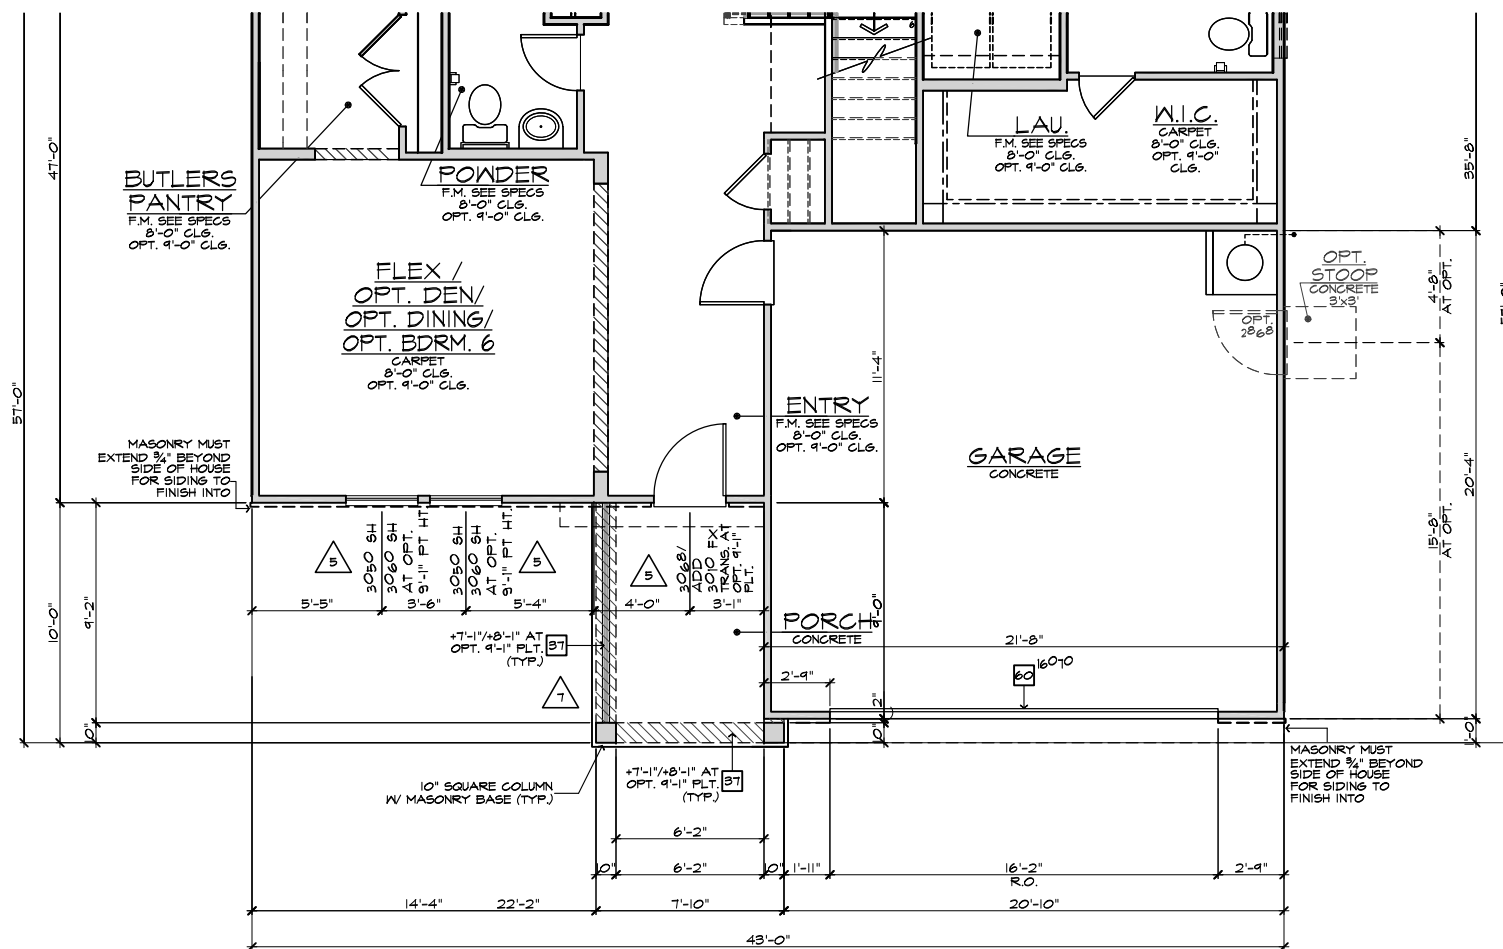 47'-0"
57'-0"
10'-0"
9'-2"
10"
BUTLERS
PANTRY
F.M. SEE SPECS
8'-0" CLG.
OPT. 9'-0" CLG.
POWDER
F.M. SEE SPECS
8'-0" CLG.
OPT. 9'-0" CLG.
LAU.
F.M. SEE SPECS
8'-0" CLG.
OPT. 9'-0" CLG.
W.I.C.
CARPET
8'-0" CLG.
OPT. 9'-0"
CLG.
35'-8"
FLEX /
OPT. DEN/
OPT. DINING/
OPT. BDRM. 6
CARPET
8'-0" CLG.
OPT. 9'-0" CLG.
OPT.
STOOP
CONCRETE
3'x3'
OPT.
2868
4'-8"
AT OPT.
11'-4"
ENTRY
F.M. SEE SPECS
8'-0" CLG.
OPT. 9'-0" CLG.
GARAGE
CONCRETE
20'-4"
15'-8"
AT OPT.
MASONRY MUST
EXTEND ¾" BEYOND
SIDE OF HOUSE
FOR SIDING TO
FINISH INTO
5
3050 SH
3060 SH
AT OPT.
9'-1" PT HT.
3050 SH
3060 SH
AT OPT.
9'-1" PT HT.
5
5
3068/
ADD
3010 FX
TRANS. AT
OPT. 9'-1"
PLT.
5'-5"
3'-6"
5'-4"
4'-0"
3'-1"
9'-0"
PORCH
CONCRETE
+7'-1"/+8'-1" AT
OPT. 9'-1" PLT.
(TYP.)
37
7
21'-8"
2'-9"
60
16070
2"
10"
1'-0"
+7'-1"/+8'-1" AT
OPT. 9'-1" PLT.
(TYP.)
37
10" SQUARE COLUMN
W/ MASONRY BASE (TYP.)
MASONRY MUST
EXTEND ¾" BEYOND
SIDE OF HOUSE
FOR SIDING TO
FINISH INTO
6'-2"
10"
6'-2"
10"
1'-11"
16'-2"
R.O.
2'-9"
14'-4"
22'-2"
7'-10"
20'-10"
43'-0"